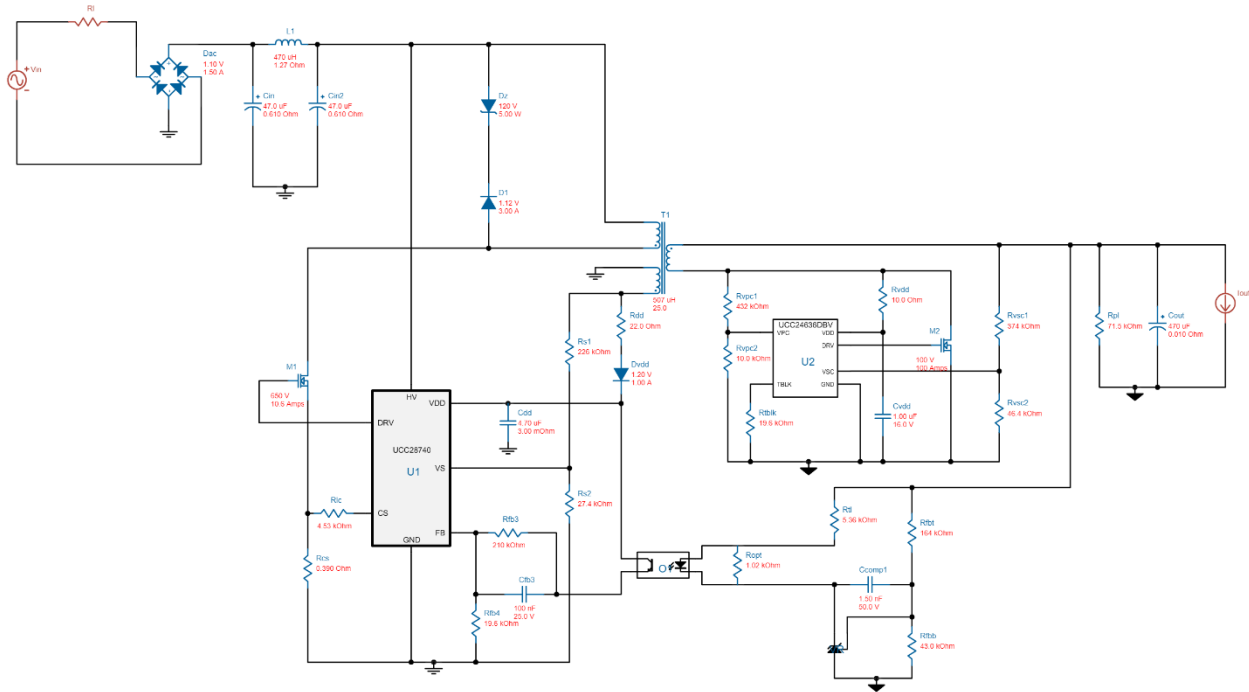 RI
Vin
Dac
1.10 V
1.50 A
L1
470 uH
1.27 Ohm
Cin
47.0 uF
0.610 Ohm
Cin2
47.0 uF
0.610 Ohm
Dz
120 V
5.00 W
D1
1.12 V
3.00 A
T1
507 uH
25.0
M1
650 V
10.6 Amps
Rs1
226 kOhm
Rdd
22.0 Ohm
Dvdd
1.20 V
1.00 A
Cdd
4.70 uF
3.00 mOhm
HV
VDD
DRV
UCC28740
U1
VS
CS
FB
GND
Rlc
4.53 kOhm
Rcs
0.390 Ohm
Rs2
27.4 kOhm
Rfb3
210 kOhm
Cfb3
100 nF
25.0 V
Rfb4
19.6 kOhm
O
Rvpc1
432 kOhm
Rvpc2
10.0 kOhm
UCC24636DBV
VPC
VDD
DRV
U2
VSC
TBLK
GND
Rtblk
19.6 kOhm
Rvdd
10.0 Ohm
Cvdd
1.00 uF
16.0 V
M2
100 V
100 Amps
Rvsc1
374 kOhm
Rvsc2
46.4 kOhm
Rpl
71.5 kOhm
Cout
470 uF
0.010 Ohm
Iout
Rtl
5.36 kOhm
Ropt
1.02 kOhm
Rfbt
164 kOhm
Ccomp1
1.50 nF
50.0 V
Rfbb
43.0 kOhm